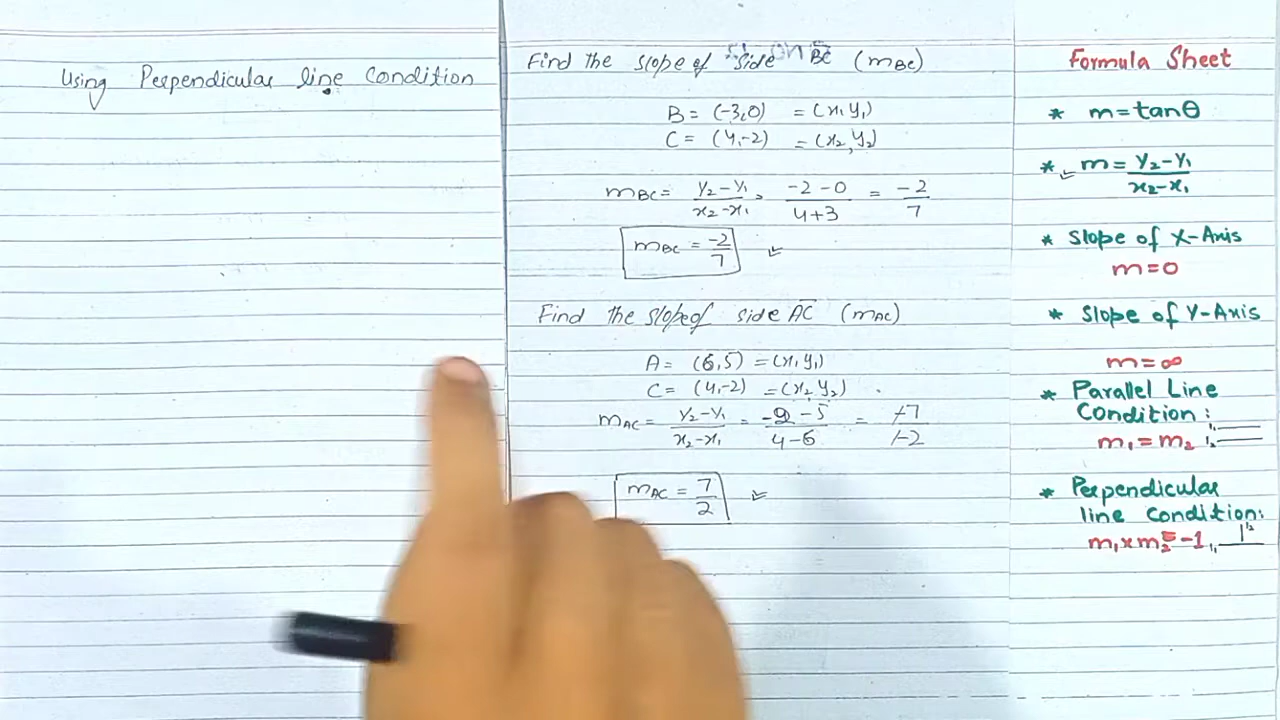 Using Perpendicular line Condition
Find the slope of side BC (mBC)
B = (-3,0) = (x1 y1)
C = (4,-2) = (x2, y2)
mBC = y2-y1 / x2-x1 = -2-0 / 4+3 = -2 / 7
mBC = -2 / 7
Find the slope of side AC (mAC)
A = (6,5) = (x1 y1)
C = (4,-2) = (x2, y2)
mAC = y2-y1 / x2-x1 = -2-5 / 4-6 = -7 / -2
mAC = 7 / 2
Formula Sheet
* m=tanθ
* m= y2-y1 / x2-x1
* Slope of X-Axis
m=0
* Slope of Y-Axis
m=∞
* Parallel Line
Condition:
m1=m2
* Perpendicular
line Condition:
m1×m2=-1